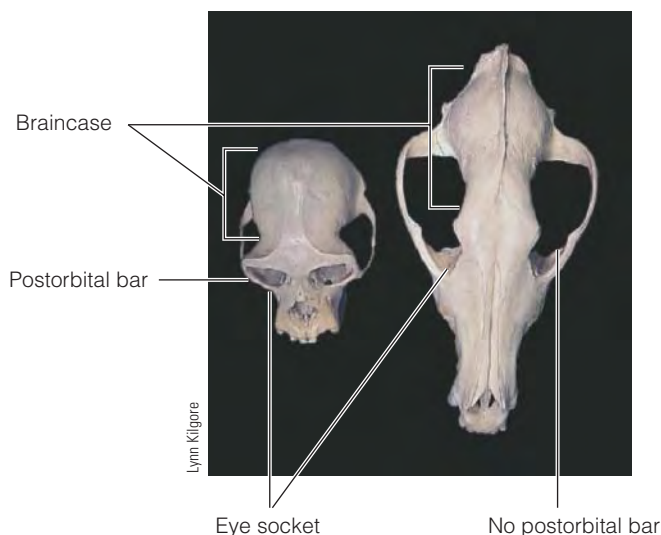 Braincase
Postorbital bar
Lynn Kilgore
Eye socket
No postorbital bar